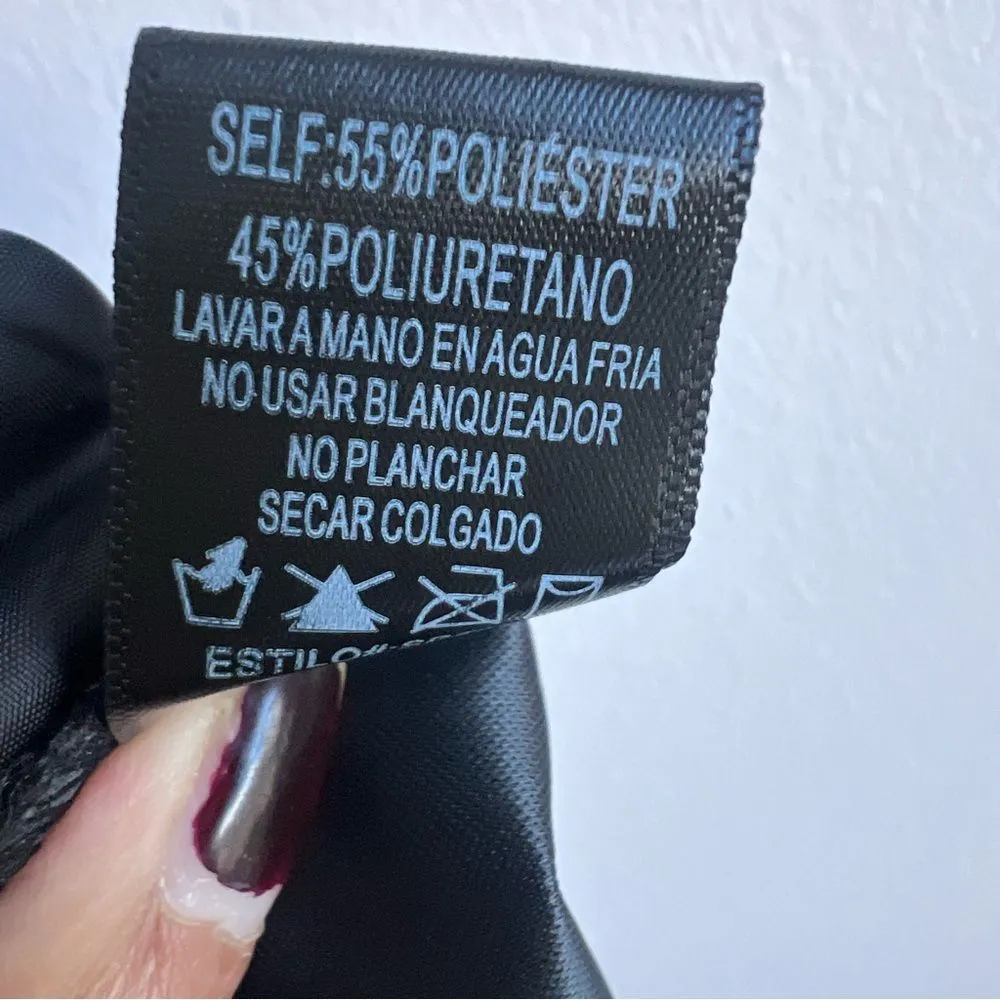 SELF:55%POLIÉSTER
45%POLIURETANO
LAVAR A MANO EN AGUA FRIA
NO USAR BLANQUEADOR
NO PLANCHAR
SECAR COLGADO